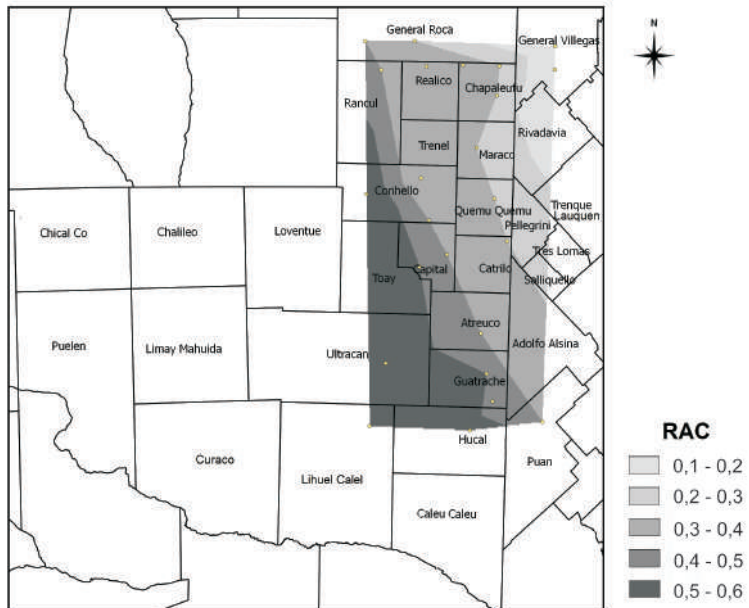 General Roca
General Villegas
N
Realico
Rancul
Chapaleufu
Rivadavia
Trenel
Maraco
Conhello
Quemu Quemu
Trenque
Lauquen
Pellegrini
Chical Co
Chalileo
Loventue
Tres Lomas
Capital
Catrilo
Toay
Salliquello
Atreuco
Puelen
Limay Mahuida
Ultracan
Adolfo Alsina
Guatrache
Hucal
Curaco
Puan
Lihuel Calel
Caleu Caleu
RAC
0,1 - 0,2
0,2 - 0,3
0,3 - 0,4
0,4 - 0,5
0,5 - 0,6